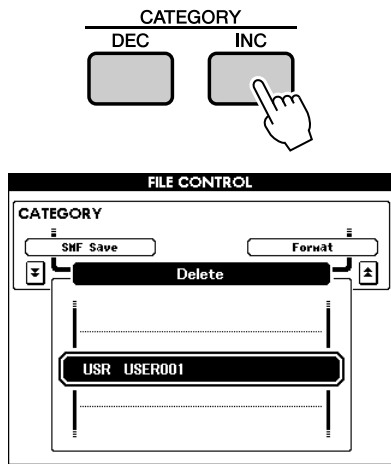 CATEGORY
DEC INC
FILE CONTROL
CATEGORY
SMF Save Format
Delete
USR USER001